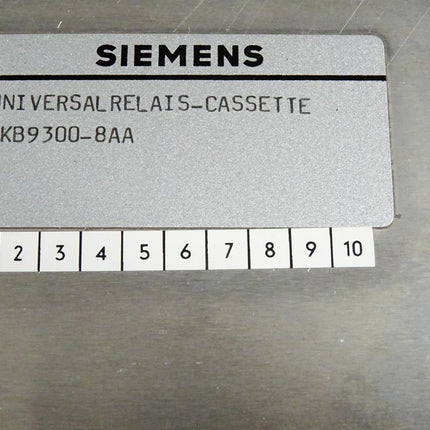 SIEMENS
UNIVERSALRELAIS-CASSETTE
KB9300-8AA
2 3 4 5 6 7 8 9 10